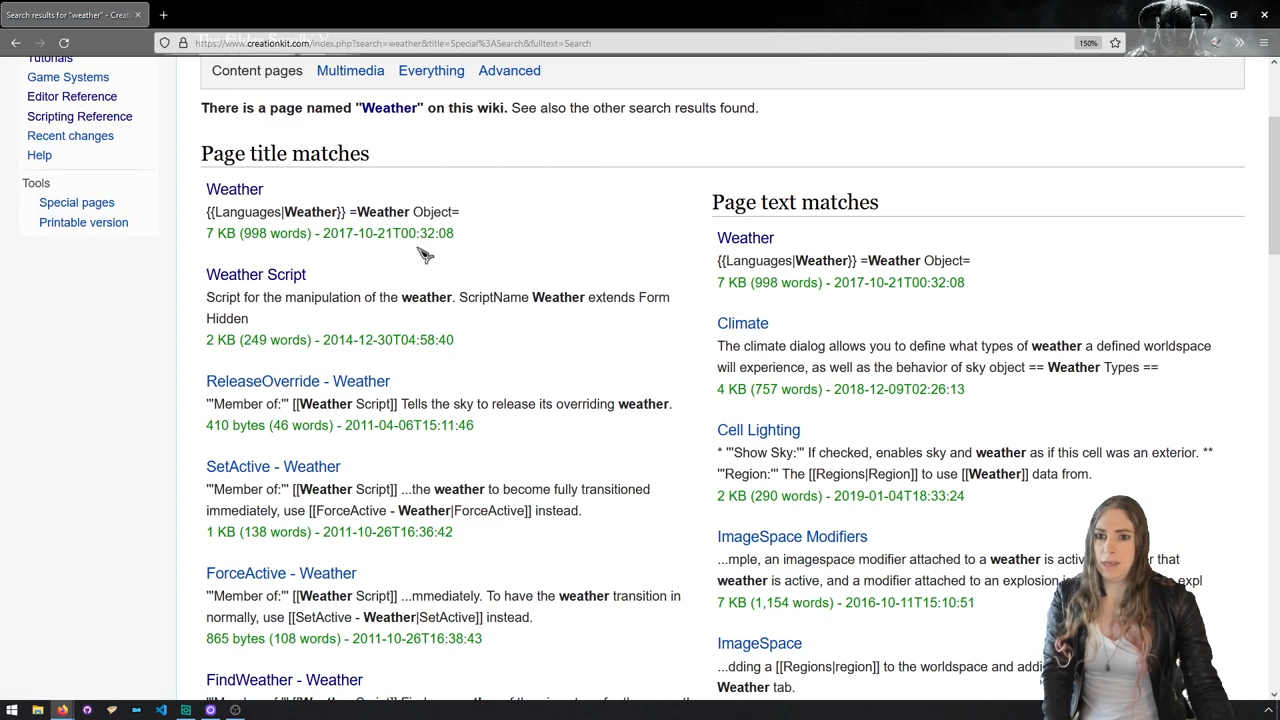 Search results for "weather" - Creati
https://www.creationkit.com/index.php?search=weather&title=Special%3ASearch&fulltext=Search
150%
Tutorials
Game Systems
Editor Reference
Scripting Reference
Recent changes
Help
Tools
Special pages
Printable version
Content pages Multimedia Everything Advanced
There is a page named "Weather" on this wiki. See also the other search results found.
Page title matches
Weather
{{Languages|Weather}} =Weather Object=
7 KB (998 words) - 2017-10-21T00:32:08
Weather Script
Script for the manipulation of the weather. ScriptName Weather extends Form
Hidden
2 KB (249 words) - 2014-12-30T04:58:40
ReleaseOverride - Weather
'''Member of:''' [[Weather Script]] Tells the sky to release its overriding weather.
410 bytes (46 words) - 2011-04-06T15:11:46
SetActive - Weather
'''Member of:''' [[Weather Script]] ...the weather to become fully transitioned
immediately, use [[ForceActive - Weather|ForceActive]] instead.
1 KB (138 words) - 2011-10-26T16:36:42
ForceActive - Weather
'''Member of:''' [[Weather Script]] ...mmediately. To have the weather transition in
normally, use [[SetActive - Weather|SetActive]] instead.
865 bytes (108 words) - 2011-10-26T16:38:43
FindWeather - Weather
Page text matches
Weather
{{Languages|Weather}} =Weather Object=
7 KB (998 words) - 2017-10-21T00:32:08
Climate
The climate dialog allows you to define what types of weather a defined worldspace
will experience, as well as the behavior of sky object == Weather Types ==
4 KB (757 words) - 2018-12-09T02:26:13
Cell Lighting
* '''Show Sky:''' If checked, enables sky and weather as if this cell was an exterior. **
'''Region:''' The [[Regions|Region]] to use [[Weather]] data from.
2 KB (290 words) - 2019-01-04T18:33:24
ImageSpace Modifiers
...mple, an imagespace modifier attached to a weather is activ that
weather is active, and a modifier attached to an explosion expl
7 KB (1,154 words) - 2016-10-11T15:10:51
ImageSpace
...dding a [[Regions|region]] to the worldspace and
Weather tab.